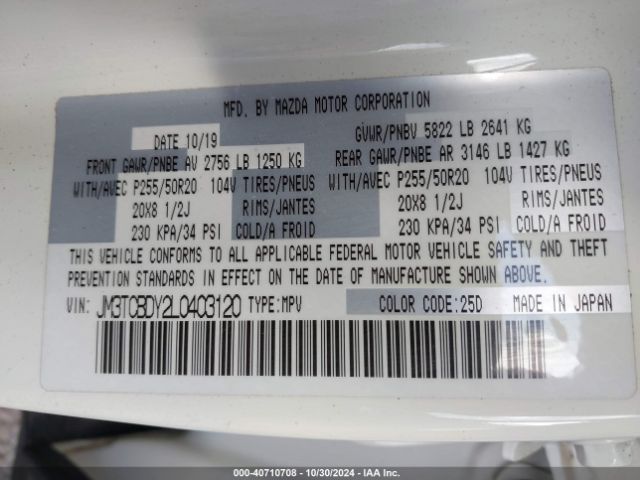 MFD. BY MAZDA MOTOR CORPORATION
DATE 10/19 GVWR/PNBV 5822 LB 2641 KG
FRONT GAWR/PNBE AV 2756 LB 1250 KG REAR GAWR/PNBE AR 3146 LB 1427 KG
WITH/AVEC P255/50R20 104V TIRES/PNEUS WITH/AVEC P255/50R20 104V TIRES/PNEUS
20X8 1/2J RIMS/JANTES 20X8 1/2J RIMS/JANTES
230 KPA/34 PSI COLD/A FROID 230 KPA/34 PSI COLD/A FROID
THIS VEHICLE CONFORMS TO ALL APPLICABLE FEDERAL MOTOR VEHICLE SAFETY AND THEFT
PREVENTION STANDARDS IN EFFECT ON THE DATE OF MANUFACTURE SHOWN ABOVE.
VIN: JM3TCBDY2L0403120 TYPE:MPV COLOR CODE:25D MADE IN JAPAN
000-40710708 - 10/30/2024 - IAA Inc.